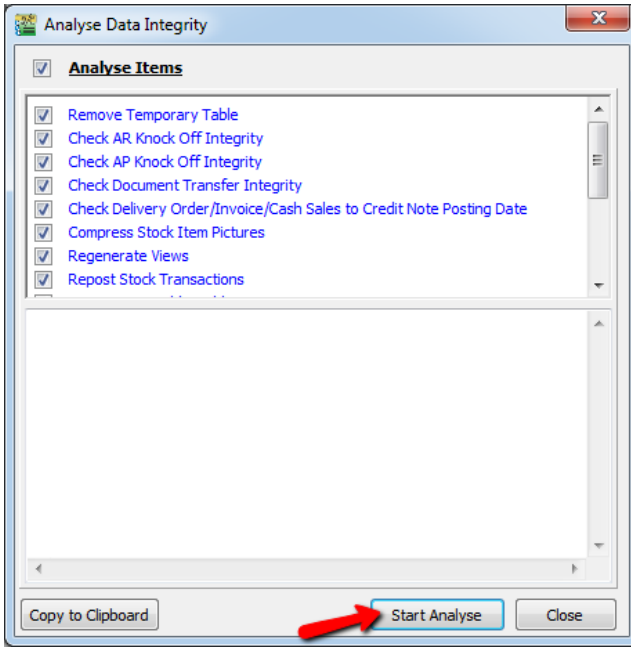 Analyse Data Integrity
Analyse Items
Remove Temporary Table
Check AR Knock Off Integrity
Check AP Knock Off Integrity
Check Document Transfer Integrity
Check Delivery Order/Invoice/Cash Sales to Credit Note Posting Date
Compress Stock Item Pictures
Regenerate Views
Repost Stock Transactions
Copy to Clipboard
Start Analyse
Close